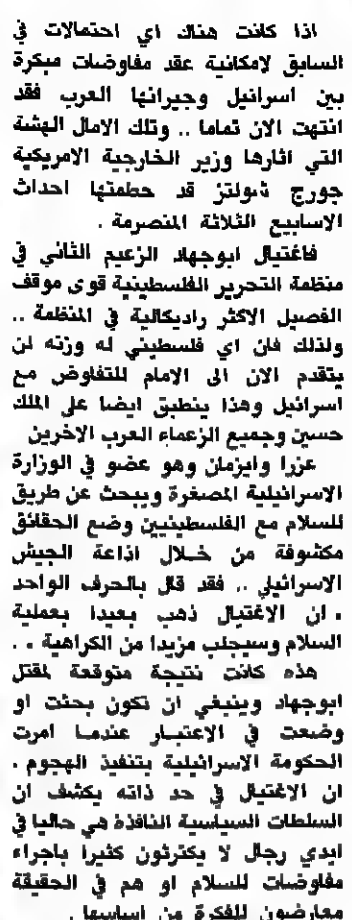 اذا كانت هناك اي احتمالات في
السابق لامكانية عقد مفاوضات مبكرة
بين اسرائيل وجيرانها العرب فقد
انتهت الان تماما .. وتلك الامال الهشة
التي اثارها وزير الخارجية الامريكية
جورج شولتز قد حطمتها احداث
الاسابيع الثلاثة المنصرمة .
فاغتيال ابوجهاد الزعيم الثاني في
منظمة التحرير الفلسطينية قوى موقف
الفصيل الاكثر راديكالية في المنظمة ..
ولذلك فان اي فلسطيني له وزنه لن
يتقدم الان الى الامام للتفاوض مع
اسرائيل وهذا ينطبق ايضا على الملك
حسين وجميع الزعماء العرب الاخرين
عزرا وايزمان وهو عضو في الوزارة
الاسرائيلية المصغرة ويبحث عن طريق
للسلام مع الفلسطينيين وضع الحقائق
مكشوفة من خلال اذاعة الجيش
الاسرائيلي .. فقد قال بالحرف الواحد
. ان الاغتيال ذهب بعيدا بعملية
السلام وسيجلب مزيدا من الكراهية . .
هذه كانت نتيجة متوقعة لمقتل
ابوجهاد وينبغي ان تكون بحثت او
وضعت في الاعتبار عندما امرت
الحكومة الاسرائيلية بتنفيذ الهجوم .
ان الاغتيال في حد ذاته يكشف ان
السلطات السياسية النافذة هي حاليا في
ايدي رجال لا يكترثون كثيرا باجراء
مفاوضات للسلام او هم في الحقيقة
معارضون للفكرة من اساسها .